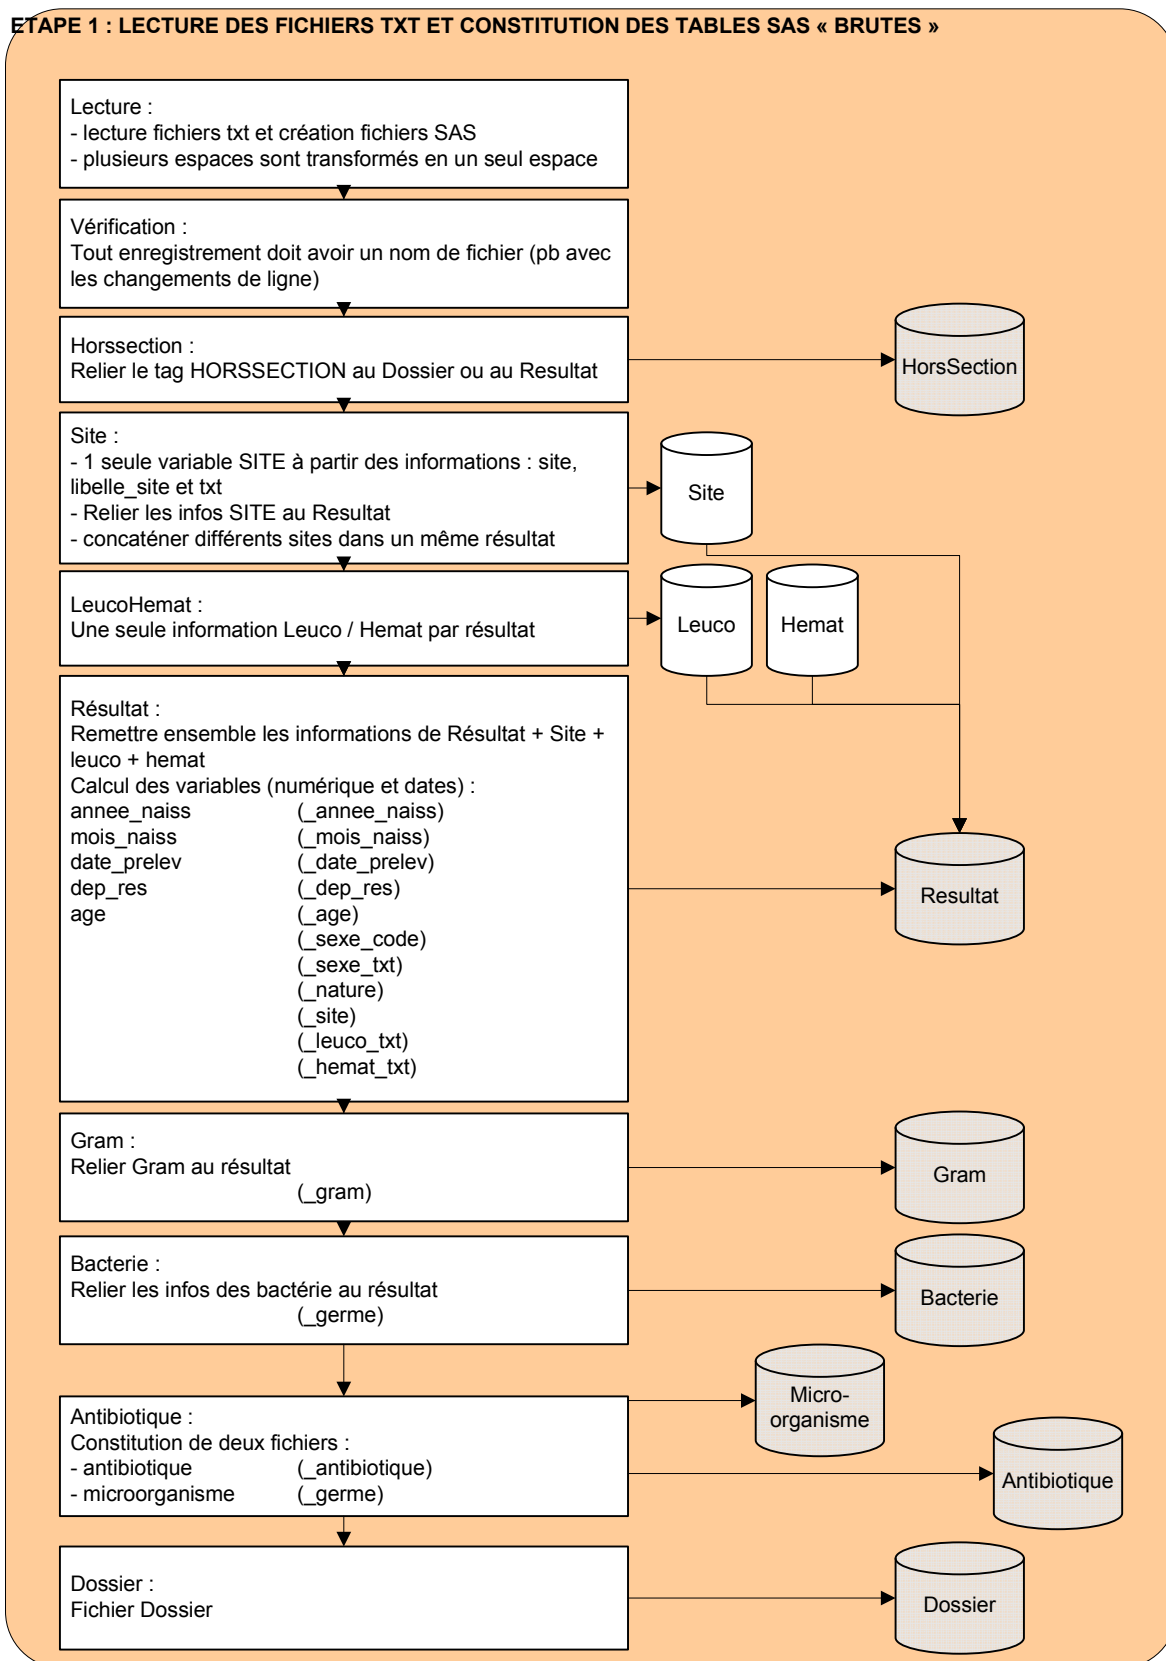 ETAPE 1 : LECTURE DES FICHIERS TXT ET CONSTITUTION DES TABLES SAS « BRUTES »
Lecture :
- lecture fichiers txt et création fichiers SAS
- plusieurs espaces sont transformés en un seul espace
Vérification :
Tout enregistrement doit avoir un nom de fichier (pb avec
les changements de ligne)
Horssection :
Relier le tag HORSSECTION au Dossier ou au Resultat
HorsSection
Site :
- 1 seule variable SITE à partir des informations : site,
libelle_site et txt
- Relier les infos SITE au Resultat
- concaténer différents sites dans un même résultat
Site
LeucoHemat :
Une seule information Leuco / Hemat par résultat
Leuco
Hemat
Résultat :
Remettre ensemble les informations de Résultat + Site +
leuco + hemat
Calcul des variables (numérique et dates) :
annee_naiss (_annee_naiss)
mois_naiss (_mois_naiss)
date_prelev (_date_prelev)
dep_res (_dep_res)
age (_age)
(_sexe_code)
(_sexe_txt)
(_nature)
(_site)
(_leuco_txt)
(_hemat_txt)
Resultat
Gram :
Relier Gram au résultat
(_gram)
Gram
Bacterie :
Relier les infos des bactérie au résultat
(_germe)
Bacterie
Micro-
organisme
Antibiotique :
Constitution de deux fichiers :
- antibiotique (_antibiotique)
- microorganisme (_germe)
Antibiotique
Dossier :
Fichier Dossier
Dossier